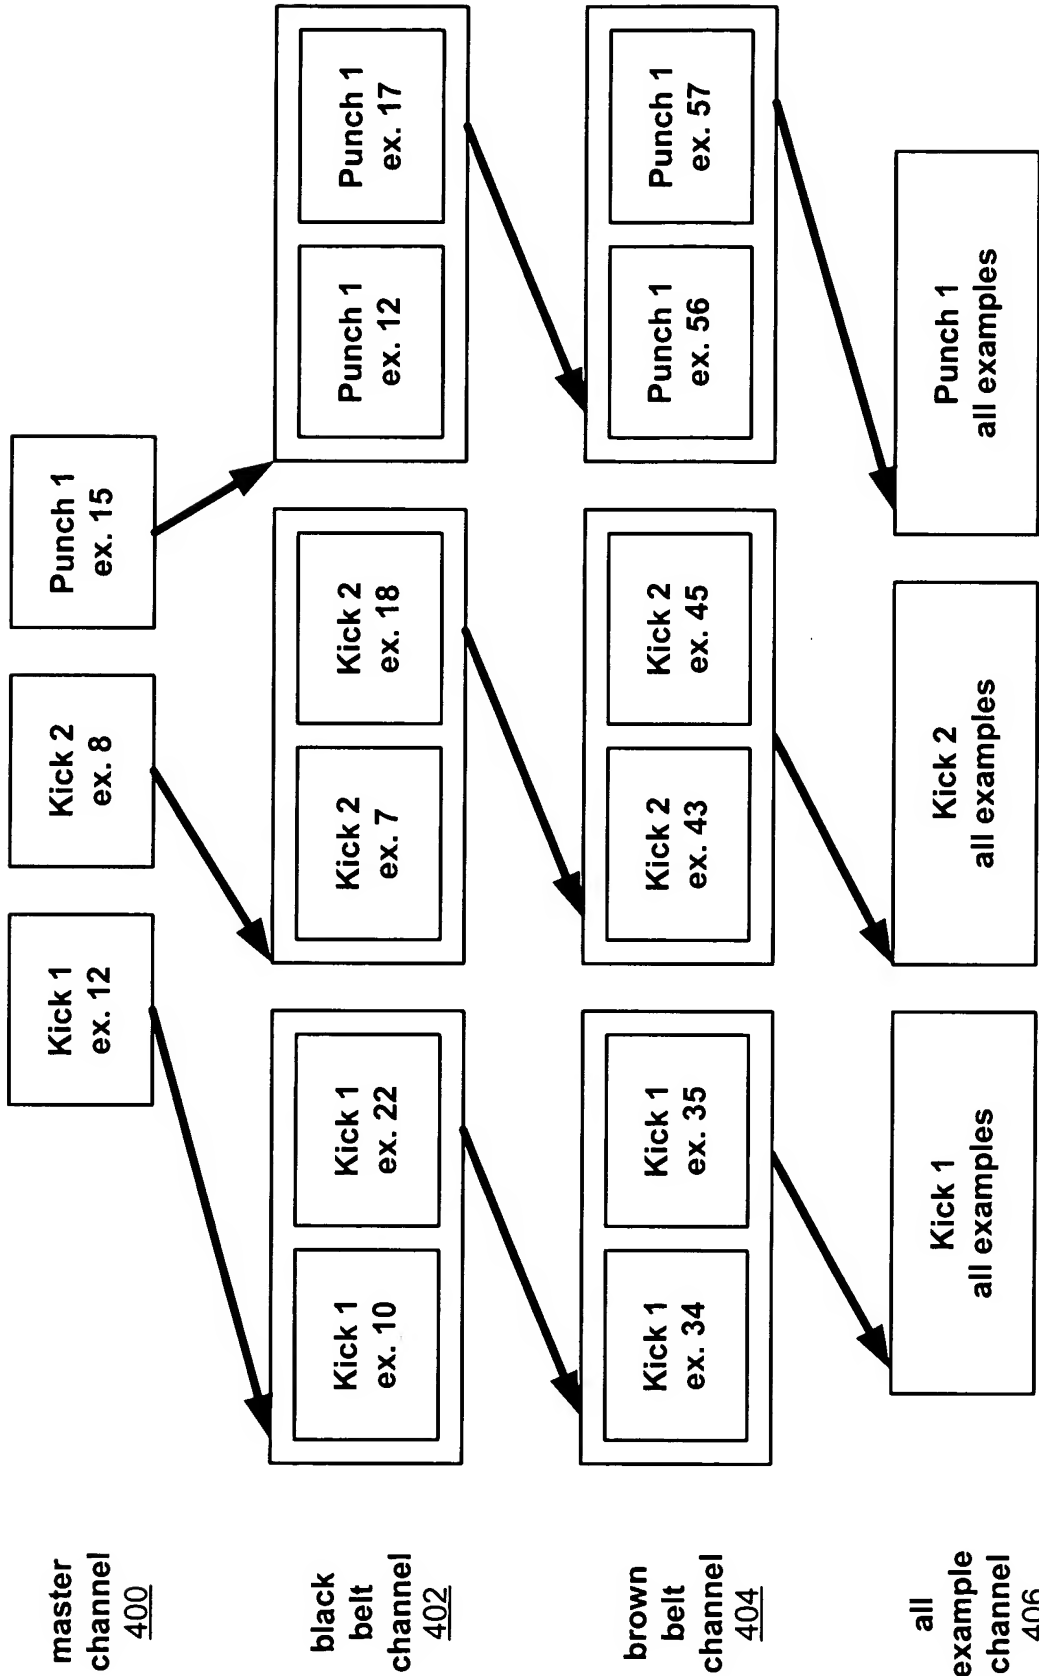 master
channel
400
Kick 1
ex. 12
Kick 2
ex. 8
Punch 1
ex. 15
black
belt
channel
402
Kick 1
ex. 10
Kick 1
ex. 22
Kick 2
ex. 7
Kick 2
ex. 18
Punch 1
ex. 12
Punch 1
ex. 17
brown
belt
channel
404
Kick 1
ex. 34
Kick 1
ex. 35
Kick 2
ex. 43
Kick 2
ex. 45
Punch 1
ex. 56
Punch 1
ex. 57
all
example
channel
406
Kick 1
all examples
Kick 2
all examples
Punch 1
all examples